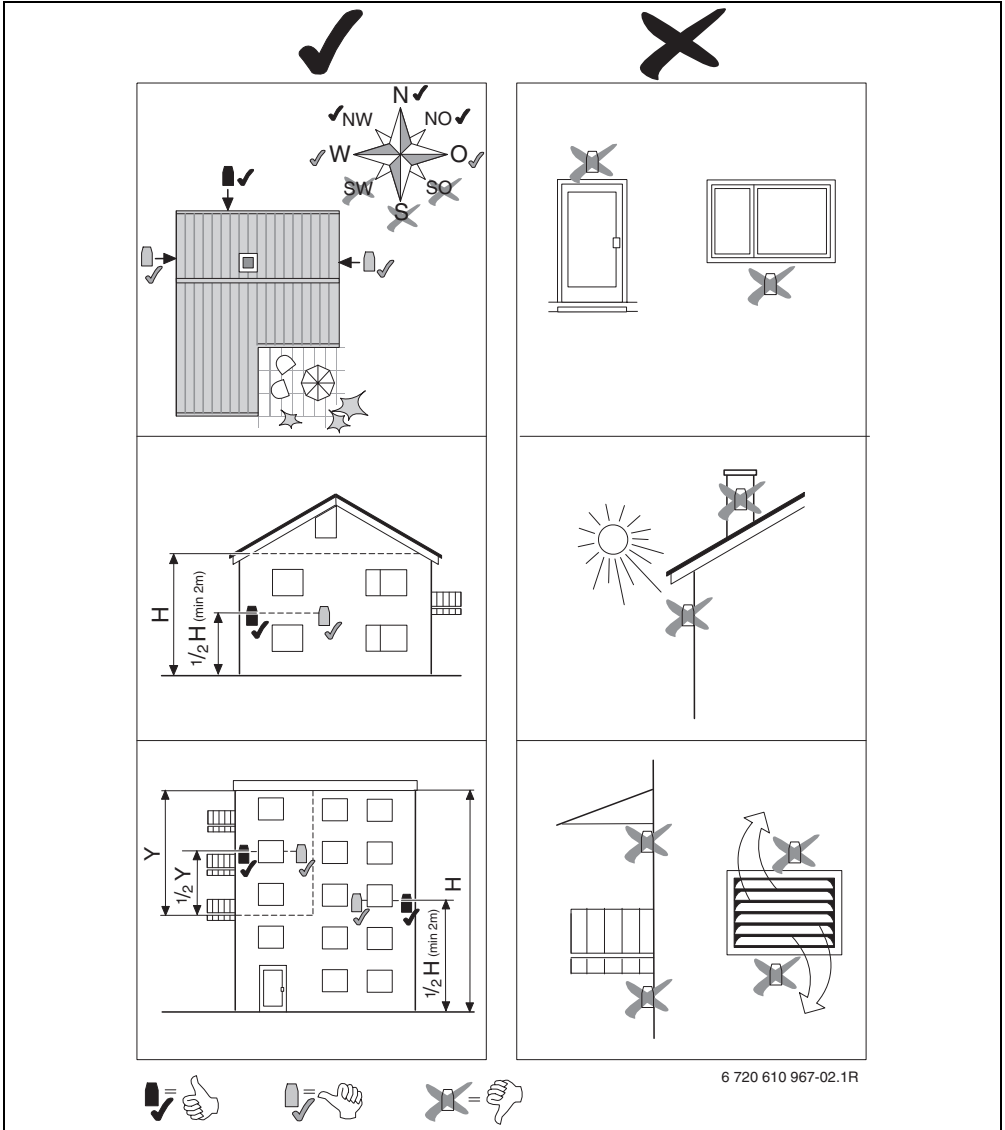 N
NW
NO
W
O
SW
SO
S
H
1/2 H (min 2m)
Y
1/2 Y
H
1/2 H (min 2m)
6 720 610 967-02.1R
=
=
=